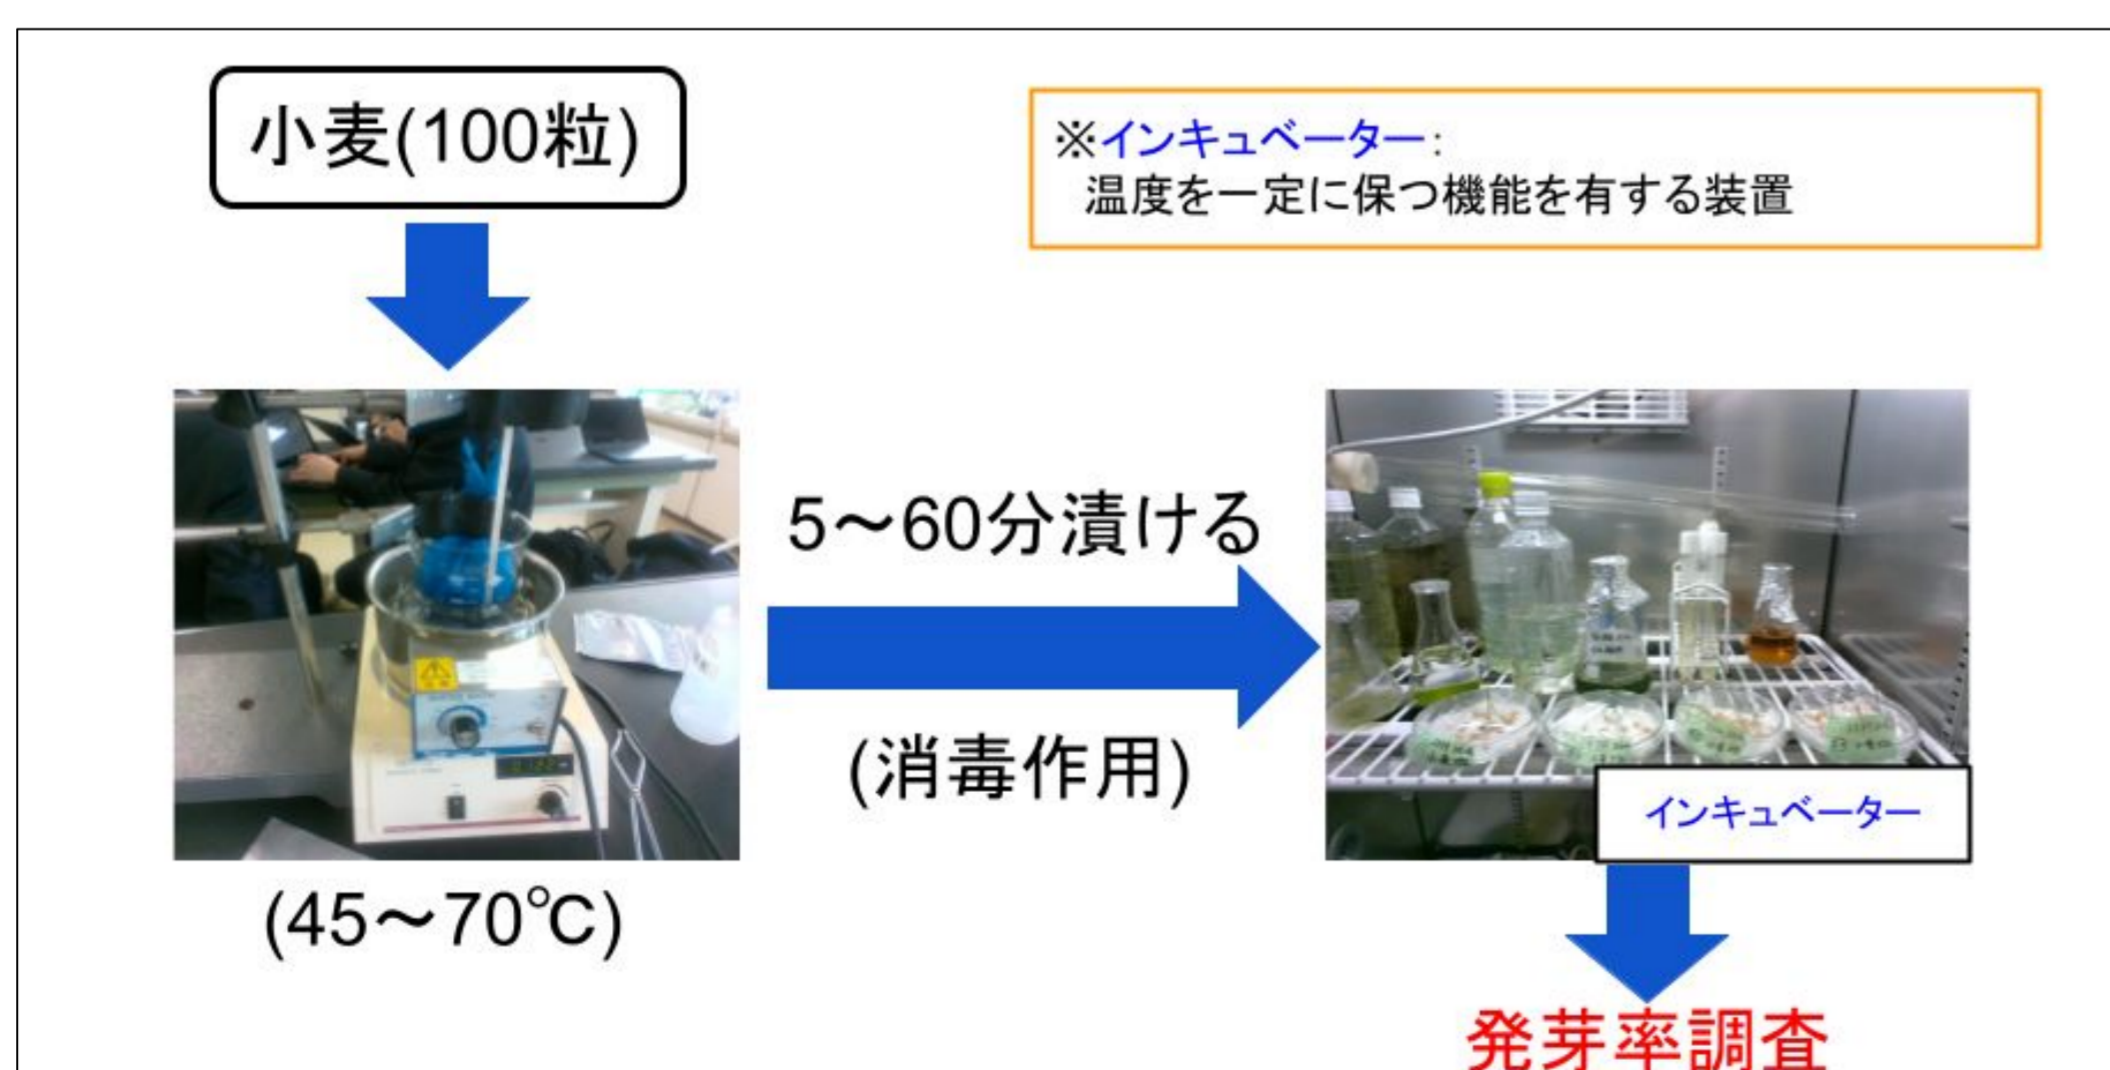 小麦(100粒)
※インキュベーター：
温度を一定に保つ機能を有する装置
5～60分漬ける
(消毒作用)
(45～70℃)
インキュベーター
発芽率調査